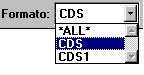 Formato: CDS
*ALL*
CDS
CDS1